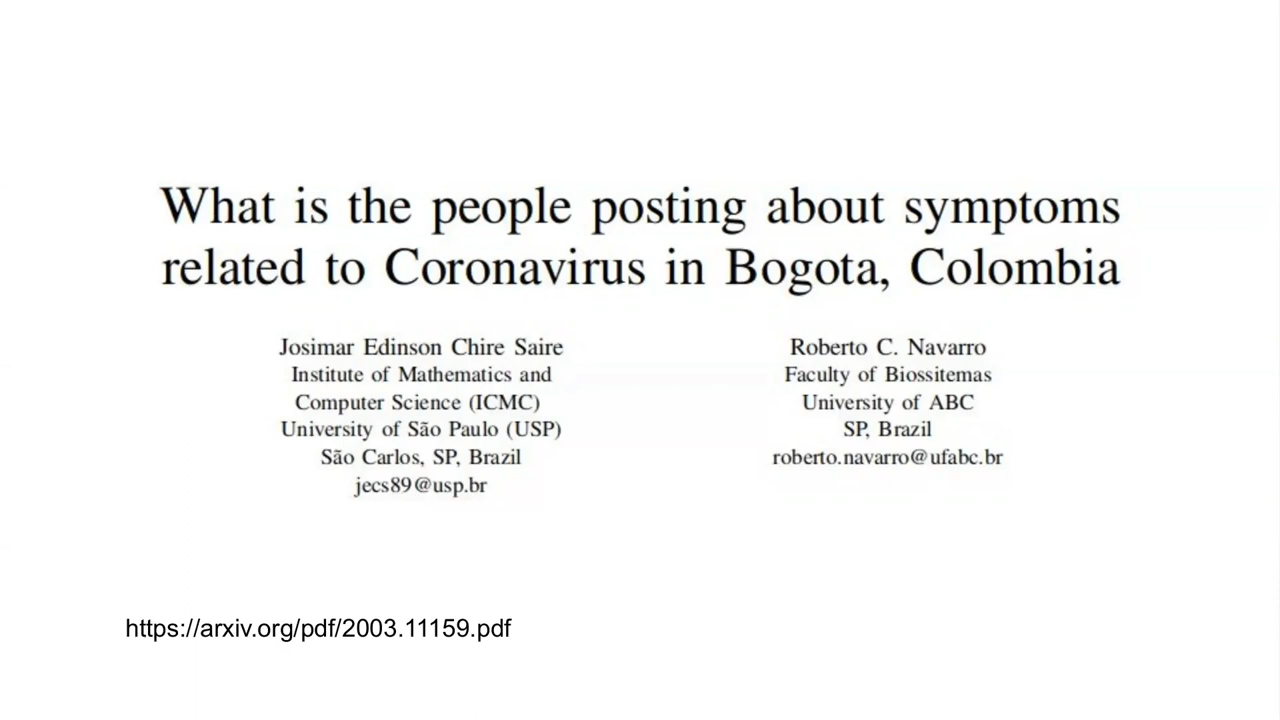 What is the people posting about symptoms
related to Coronavirus in Bogota, Colombia
Josimar Edinson Chire Saire
Institute of Mathematics and
Computer Science (ICMC)
University of São Paulo (USP)
São Carlos, SP, Brazil
jecs89@usp.br
Roberto C. Navarro
Faculty of Biossitemas
University of ABC
SP, Brazil
roberto.navarro@ufabc.br
https://arxiv.org/pdf/2003.11159.pdf